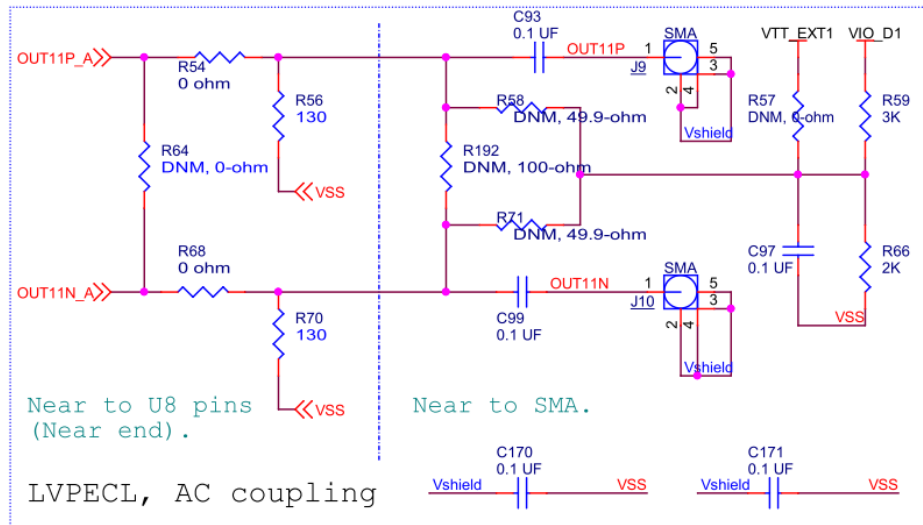 C93
0.1 UF
OUT11P
SMA
VTT_EXT1
VIO_D1
OUT11P_A
R54
0 ohm
1
5
3
2
4
J9
R56
130
R58
DNM, 49.9-ohm
Vshield
R57
DNM, 0-ohm
R59
3K
R64
DNM, 0-ohm
R192
DNM, 100-ohm
VSS
R71
DNM, 49.9-ohm
R68
0 ohm
C97
0.1 UF
R66
2K
OUT11N_A
OUT11N
SMA
1
5
3
2
4
J10
C99
0.1 UF
R70
130
VSS
Vshield
VSS
Near to U8 pins
(Near end).
Near to SMA.
LVPECL, AC coupling
C170
0.1 UF
Vshield
VSS
C171
0.1 UF
Vshield
VSS